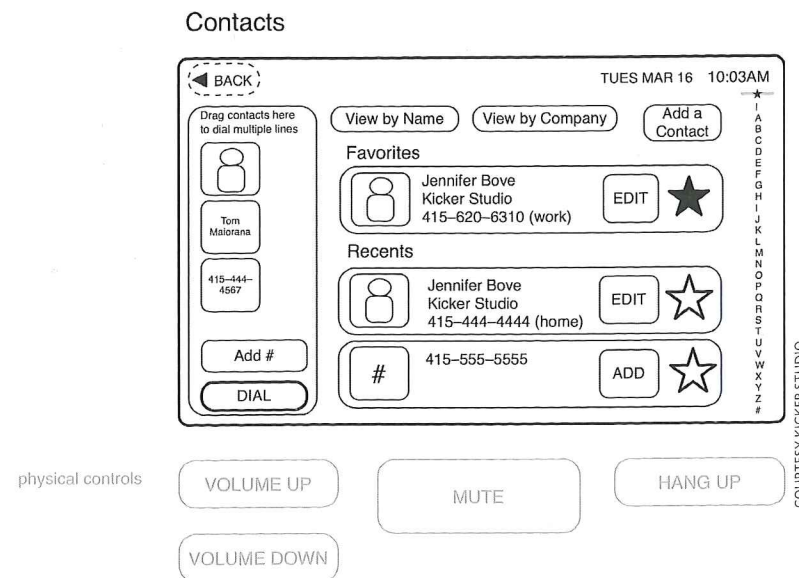 Contacts
BACK
TUES MAR 16 10:03AM
Drag contacts here
to dial multiple lines
Tom
Maiorana
415–444–
4567
Add #
DIAL
View by Name
View by Company
Add a
Contact
Favorites
Jennifer Bove
Kicker Studio
415–620–6310 (work)
EDIT
Recents
Jennifer Bove
Kicker Studio
415–444–4444 (home)
EDIT
#
415–555–5555
ADD
★
I
A
B
C
D
E
F
G
H
I
J
K
L
M
N
O
P
Q
R
S
T
U
V
W
X
Y
Z
#
physical controls
VOLUME UP
MUTE
HANG UP
VOLUME DOWN
COURTESY KICKER STUDIO